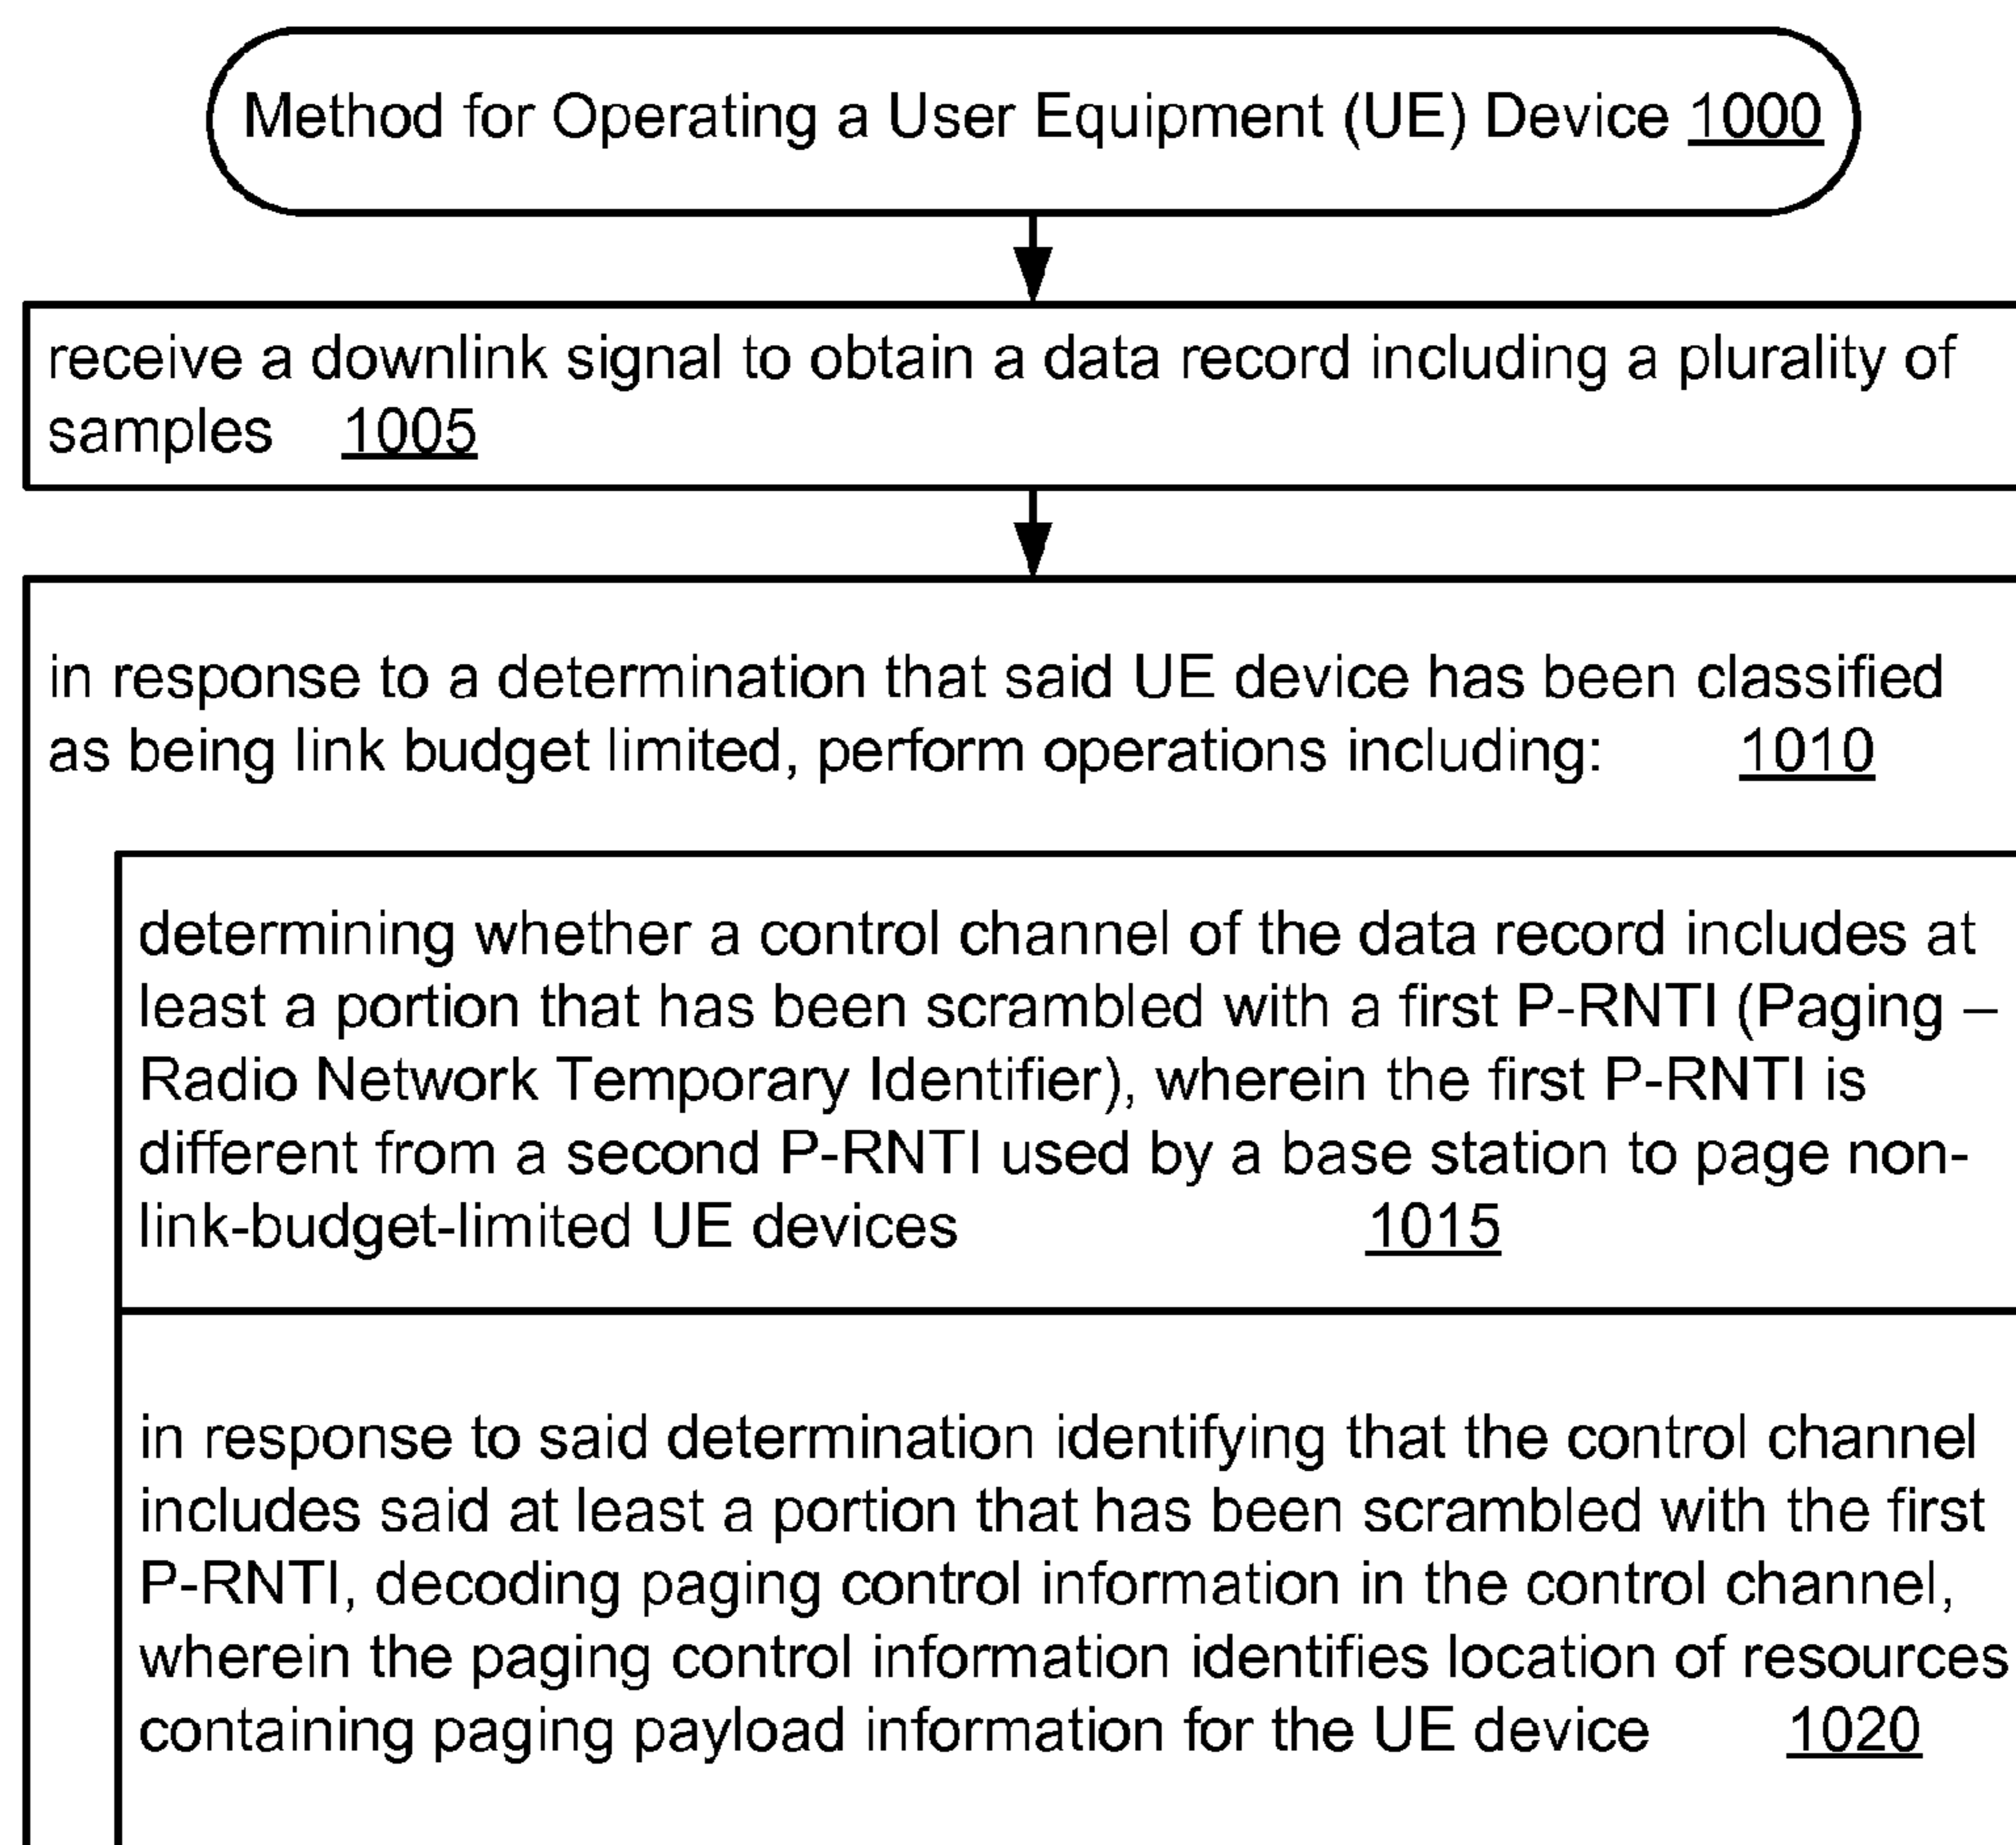 Method for Operating a User Equipment (UE) Device 1000
receive a downlink signal to obtain a data record including a plurality of
samples 1005
in response to a determination that said UE device has been classified
as being link budget limited, perform operations including: 1010
determining whether a control channel of the data record includes at
least a portion that has been scrambled with a first P-RNTI (Paging –
Radio Network Temporary Identifier), wherein the first P-RNTI is
different from a second P-RNTI used by a base station to page non-
link-budget-limited UE devices 1015
in response to said determination identifying that the control channel
includes said at least a portion that has been scrambled with the first
P-RNTI, decoding paging control information in the control channel,
wherein the paging control information identifies location of resources
containing paging payload information for the UE device 1020